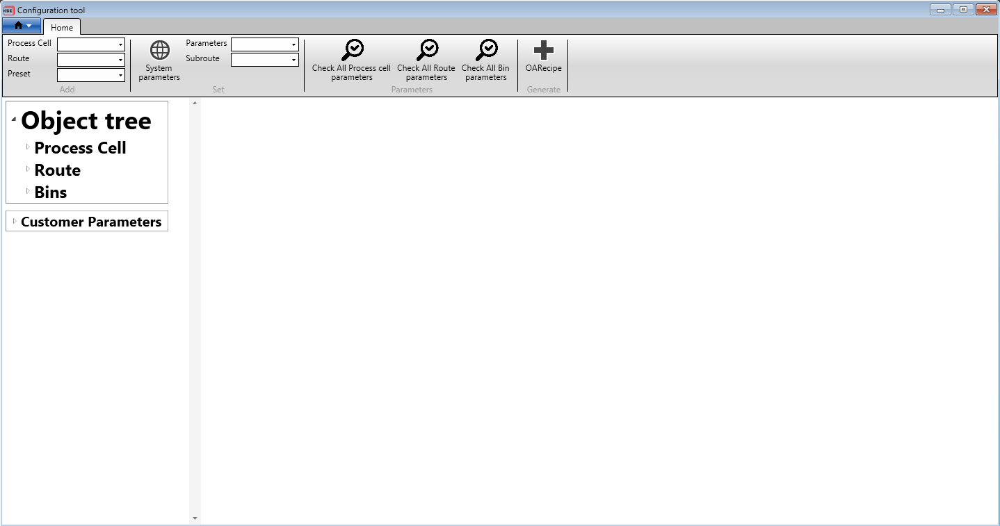 KSE Configuration tool
Home
Process Cell
Route
Preset
Add
System
parameters
Parameters
Subroute
Set
Check All Process cell
parameters
Check All Route
parameters
Check All Bin
parameters
Parameters
OARecipe
Generate
Object tree
Process Cell
Route
Bins
Customer Parameters